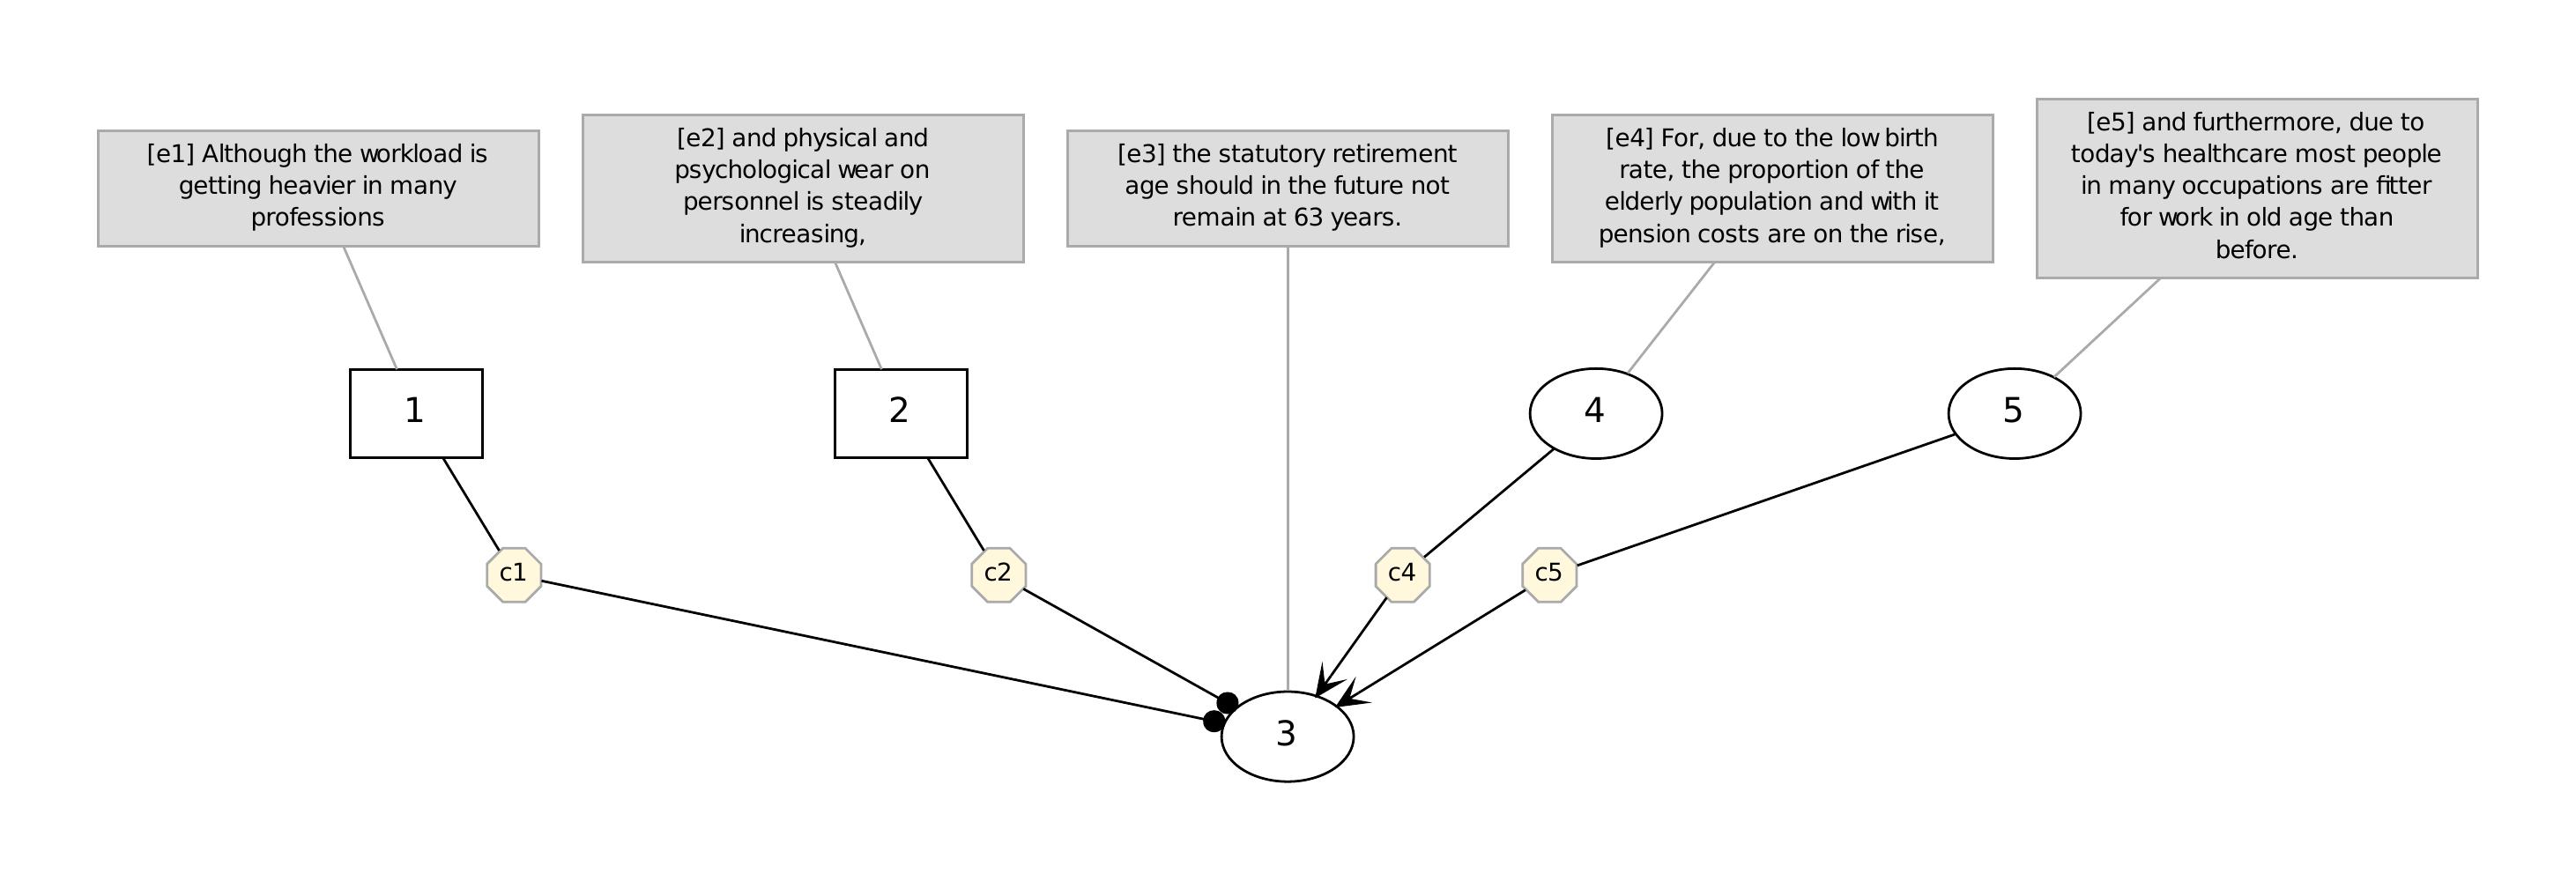 [e1] Although the workload is
getting heavier in many
professions
[e2] and physical and
psychological wear on
personnel is steadily
increasing,
[e3] the statutory retirement
age should in the future not
remain at 63 years.
[e4] For, due to the low birth
rate, the proportion of the
elderly population and with it
pension costs are on the rise,
[e5] and furthermore, due to
today's healthcare most people
in many occupations are fitter
for work in old age than
before.
1
2
4
5
c1
c2
c4
c5
3